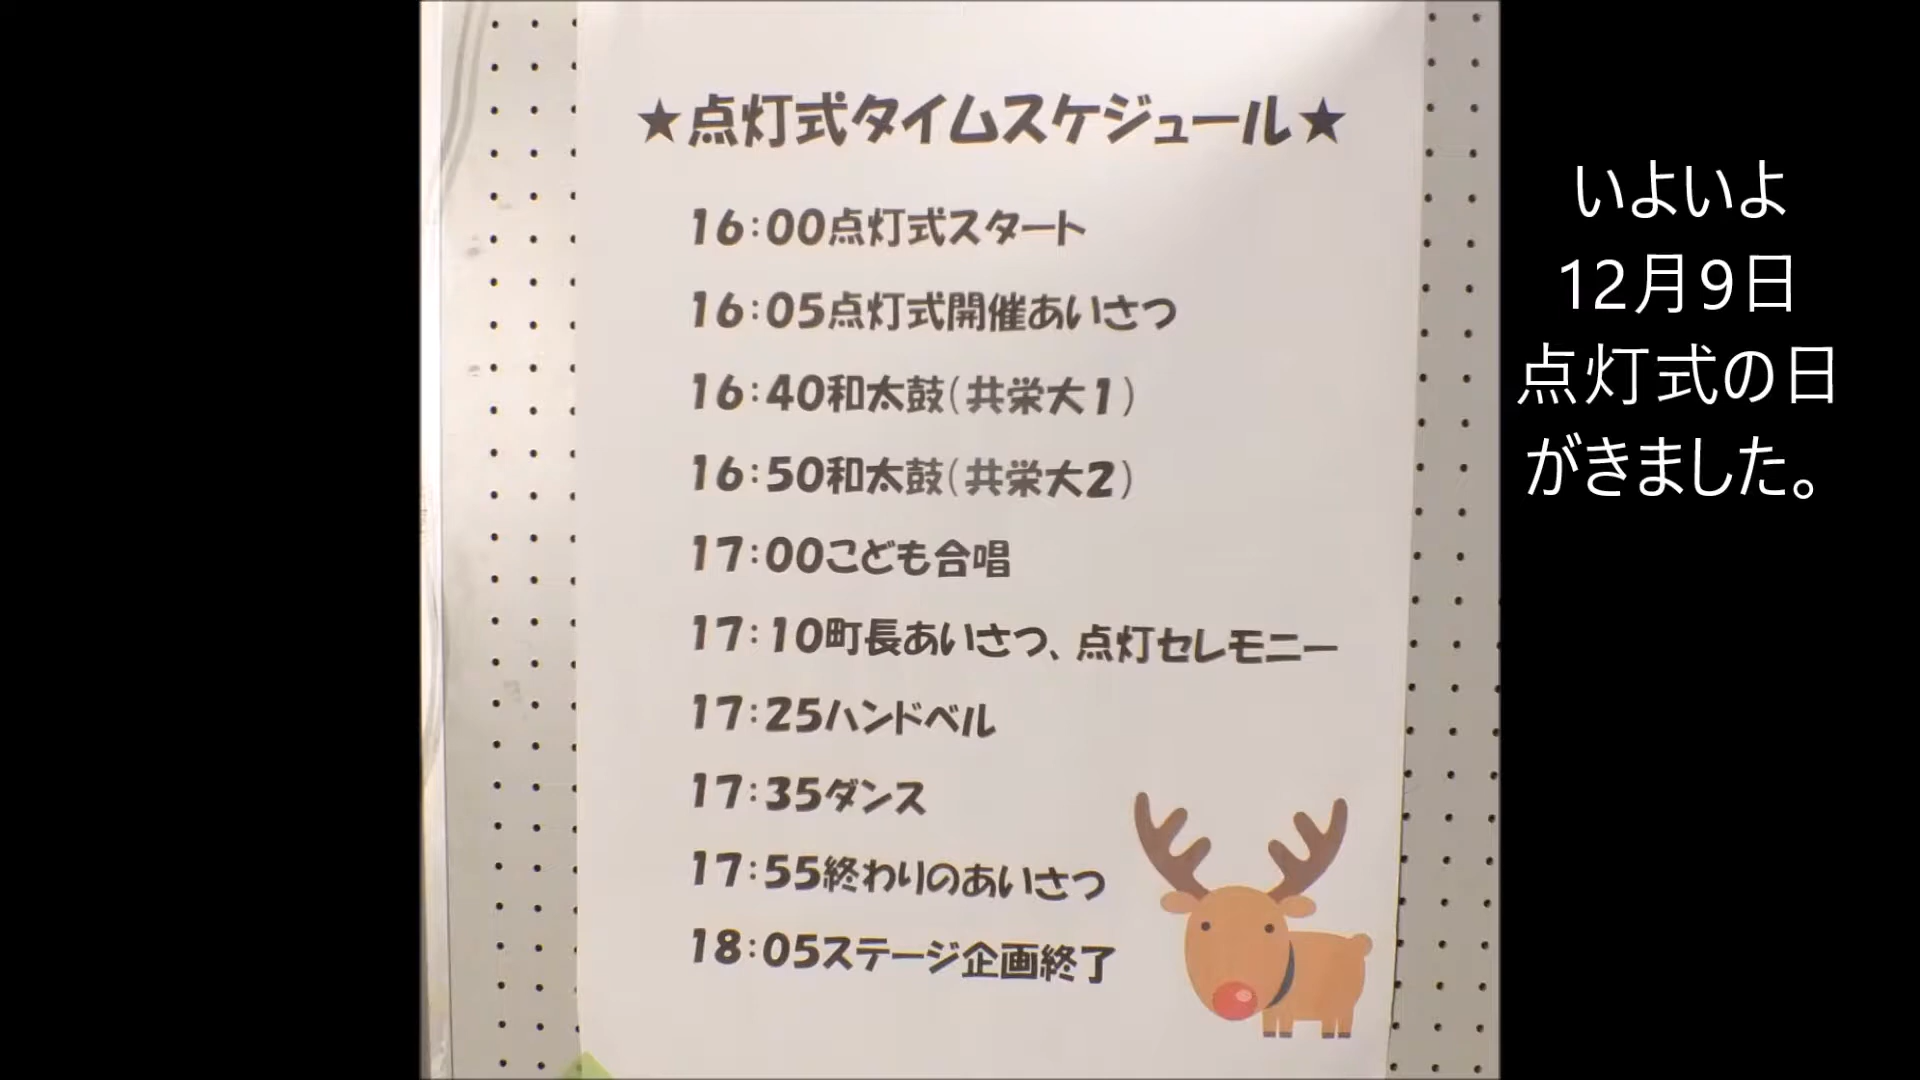 ★点灯式タイムスケジュール★
16:00点灯式スタート
16:05点灯式開催あいさつ
16:40和太鼓(共栄大1)
16:50和太鼓(共栄大2)
17:00こども合唱
17:10町長あいさつ、点灯セレモニー
17:25ハンドベル
17:35ダンス
17:55終わりのあいさつ
18:05ステージ企画終了
いよいよ
12月9日
点灯式の日
がきました。